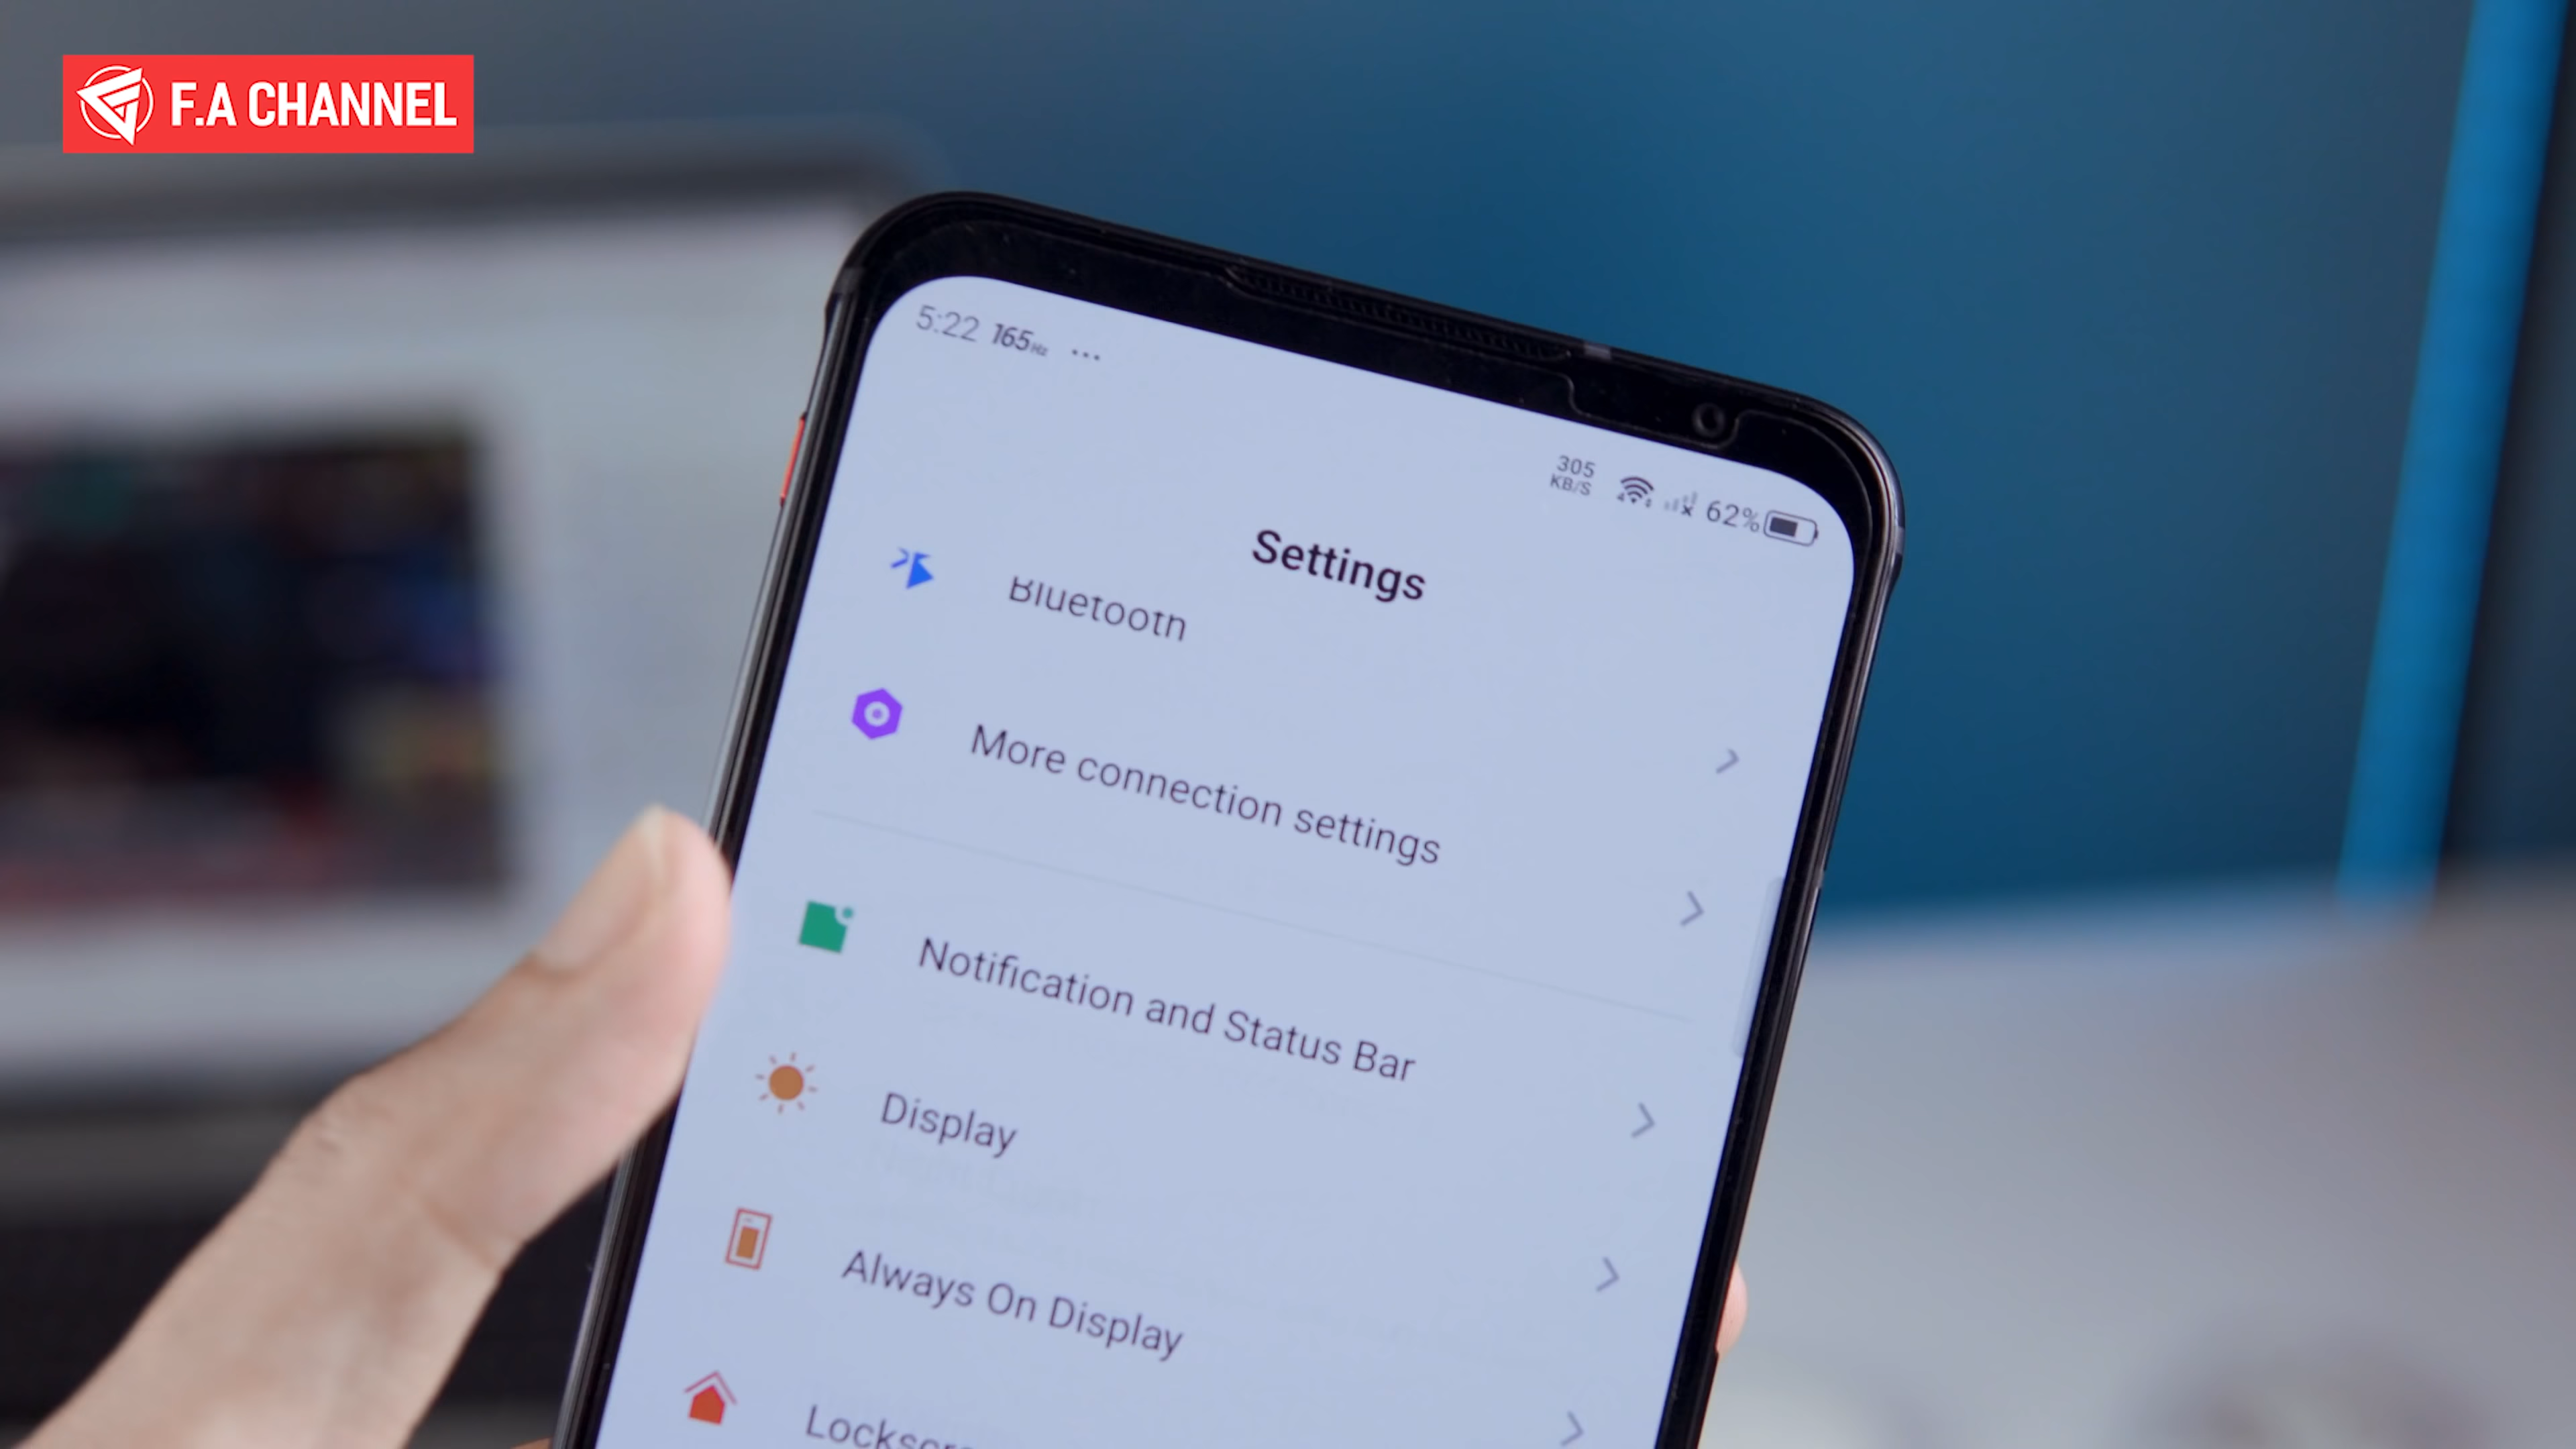 F.A CHANNEL
5:22 165Hz ...
305
KB/S
62%
Settings
Bluetooth
More connection settings
Notification and Status Bar
Display
Always On Display